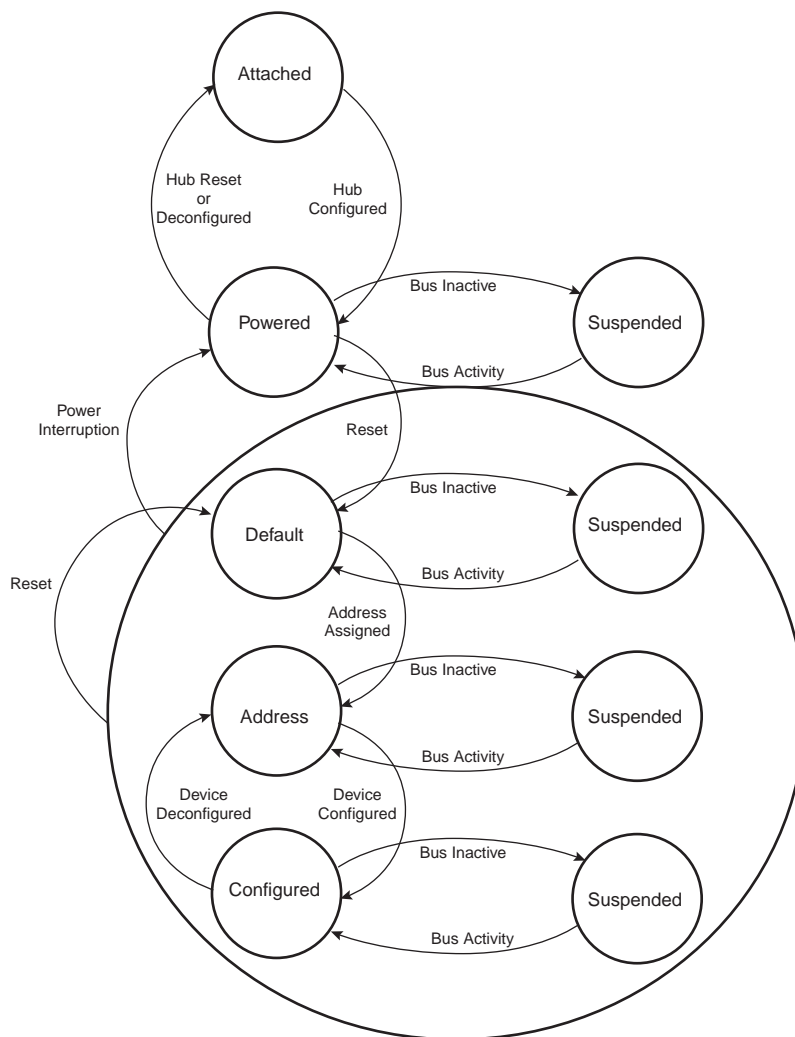 Attached
Hub Reset
or
Deconfigured
Hub
Configured
Bus Inactive
Powered
Suspended
Bus Activity
Power
Interruption
Reset
Bus Inactive
Default
Suspended
Bus Activity
Reset
Address
Assigned
Bus Inactive
Address
Suspended
Bus Activity
Device
Deconfigured
Device
Configured
Bus Inactive
Configured
Suspended
Bus Activity